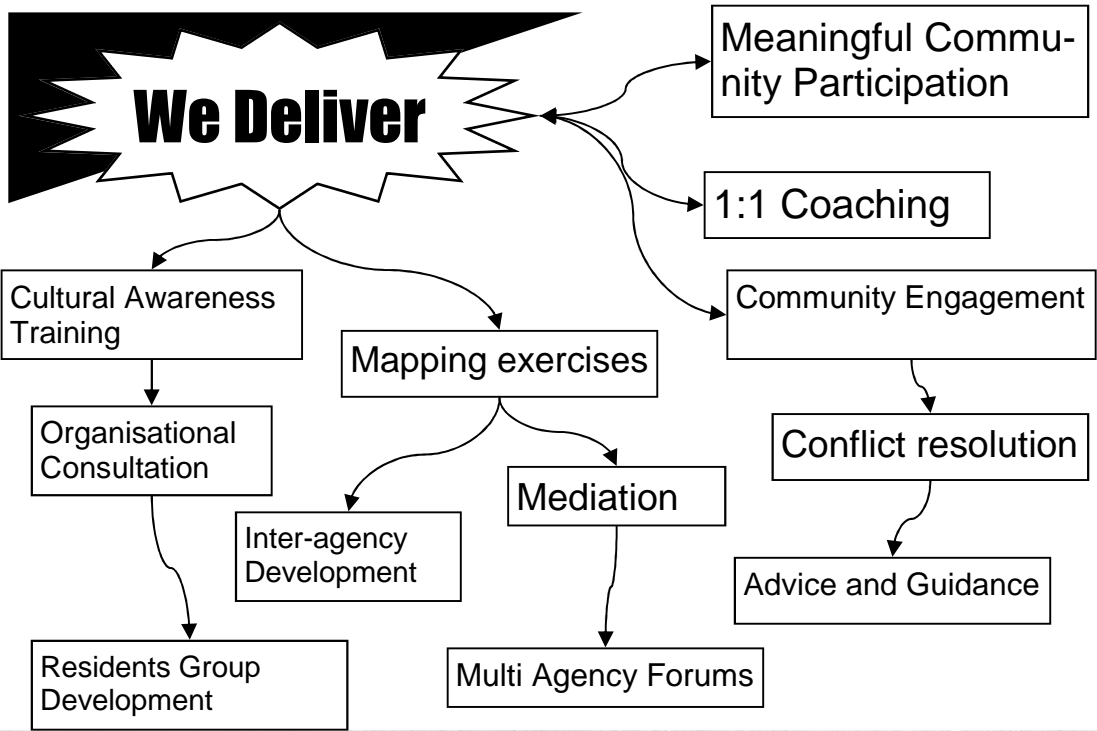 We Deliver
Meaningful Commu-
nity Participation
1:1 Coaching
Cultural Awareness
Training
Community Engagement
Mapping exercises
Organisational
Consultation
Conflict resolution
Mediation
Inter-agency
Development
Advice and Guidance
Residents Group
Development
Multi Agency Forums